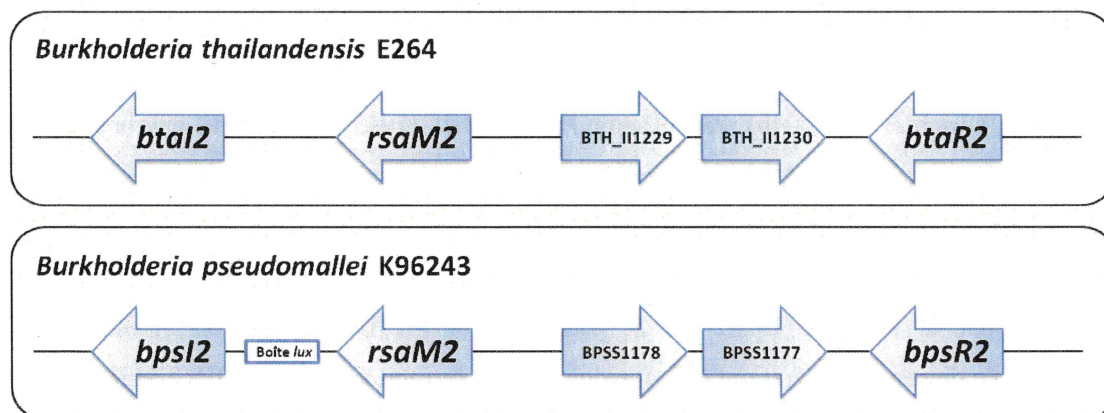 Burkholderia thailandensis E264
btaI2 rsaM2 BTH_II1229 BTH_II1230 btaR2
Burkholderia pseudomallei K96243
bpsI2 Boîte lux rsaM2 BPSS1178 BPSS1177 bpsR2